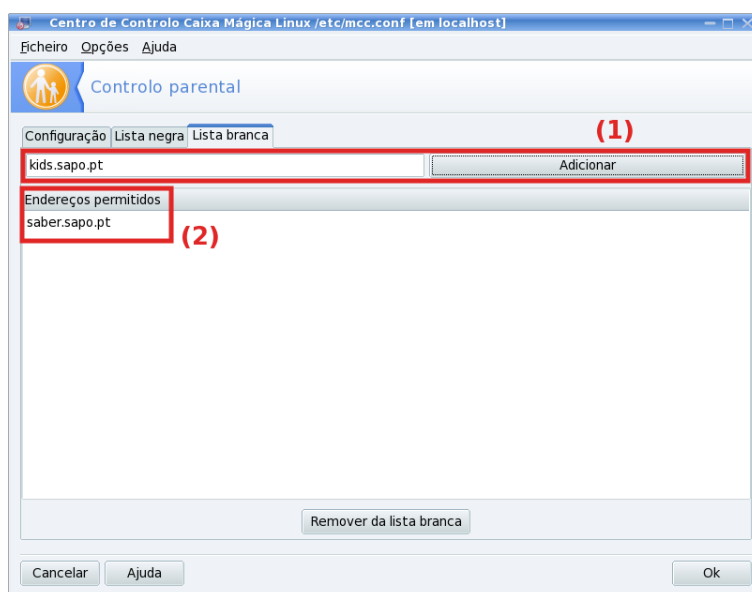 Centro de Controlo Caixa Mágica Linux /etc/mcc.conf [em localhost]
Ficheiro Opções Ajuda
Controlo parental
Configuração Lista negra Lista branca
(1)
kids.sapo.pt Adicionar
Endereços permitidos
saber.sapo.pt
(2)
Remover da lista branca
Cancelar Ajuda Ok